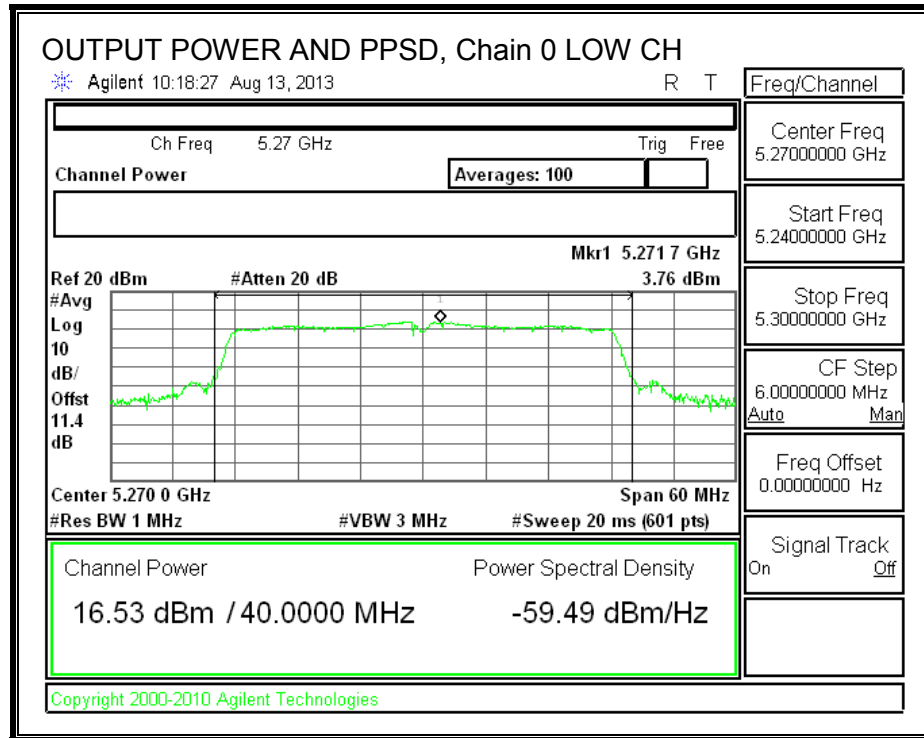 OUTPUT POWER AND PPSD, Chain 0 LOW CH
Agilent 10:18:27 Aug 13, 2013 R T
Freq/Channel
Ch Freq 5.27 GHz Trig Free
Channel Power Averages: 100
Mkr1 5.271 7 GHz
Ref 20 dBm #Atten 20 dB 3.76 dBm
#Avg
Log
10
dB/
Offst
11.4
dB
1
Center 5.270 0 GHz Span 60 MHz
#Res BW 1 MHz #VBW 3 MHz #Sweep 20 ms (601 pts)
Channel Power Power Spectral Density
16.53 dBm / 40.0000 MHz -59.49 dBm/Hz
Center Freq
5.27000000 GHz
Start Freq
5.24000000 GHz
Stop Freq
5.30000000 GHz
CF Step
6.00000000 MHz
Auto Man
Freq Offset
0.00000000 Hz
Signal Track
On Off
Copyright 2000-2010 Agilent Technologies